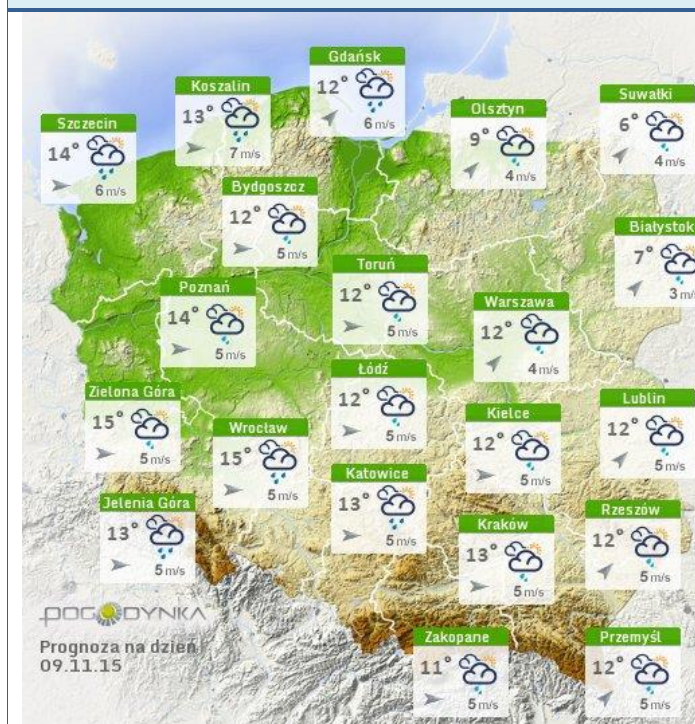 Gdańsk
12°
6 m/s
Koszalin
13°
7 m/s
Suwałki
6°
4 m/s
Olsztyn
9°
4 m/s
Szczecin
14°
6 m/s
Bydgoszcz
12°
5 m/s
Białystok
7°
3 m/s
Toruń
12°
5 m/s
Poznań
14°
5 m/s
Warszawa
12°
4 m/s
Łódź
12°
5 m/s
Zielona Góra
15°
5 m/s
Lublin
12°
5 m/s
Kielce
12°
5 m/s
Wrocław
15°
5 m/s
Katowice
13°
5 m/s
Jelenia Góra
13°
5 m/s
Rzeszów
12°
5 m/s
Kraków
13°
5 m/s
POGODYNKA
Prognoza na dzień
09.11.15
Zakopane
11°
5 m/s
Przemyśl
12°
5 m/s